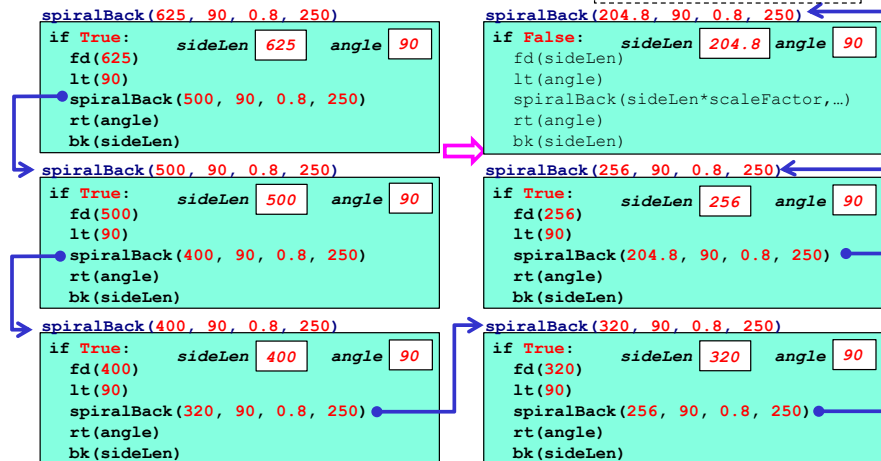 spiralBack(625, 90, 0.8, 250)
if True: sideLen 625 angle 90
fd(625)
lt(90)
spiralBack(500, 90, 0.8, 250)
rt(angle)
bk(sideLen)
spiralBack(500, 90, 0.8, 250)
if True: sideLen 500 angle 90
fd(500)
lt(90)
spiralBack(400, 90, 0.8, 250)
rt(angle)
bk(sideLen)
spiralBack(400, 90, 0.8, 250)
if True: sideLen 400 angle 90
fd(400)
lt(90)
spiralBack(320, 90, 0.8, 250)
rt(angle)
bk(sideLen)
spiralBack(204.8, 90, 0.8, 250)
if False: sideLen 204.8 angle 90
fd(sideLen)
lt(angle)
spiralBack(sideLen*scaleFactor,…)
rt(angle)
bk(sideLen)
spiralBack(256, 90, 0.8, 250)
if True: sideLen 256 angle 90
fd(256)
lt(90)
spiralBack(204.8, 90, 0.8, 250)
rt(angle)
bk(sideLen)
spiralBack(320, 90, 0.8, 250)
if True: sideLen 320 angle 90
fd(320)
lt(90)
spiralBack(256, 90, 0.8, 250)
rt(angle)
bk(sideLen)